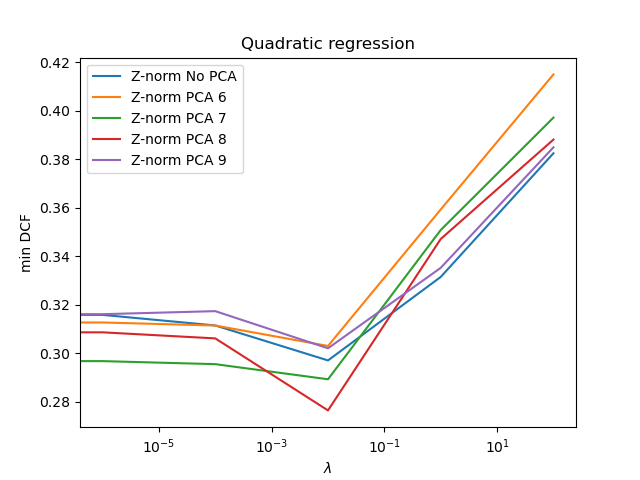 Quadratic regression
Z-norm No PCA
Z-norm PCA 6
Z-norm PCA 7
Z-norm PCA 8
Z-norm PCA 9
min DCF
0.42
0.40
0.38
0.36
0.34
0.32
0.30
0.28
10⁻⁵ 10⁻³ 10⁻¹ 10¹
λ